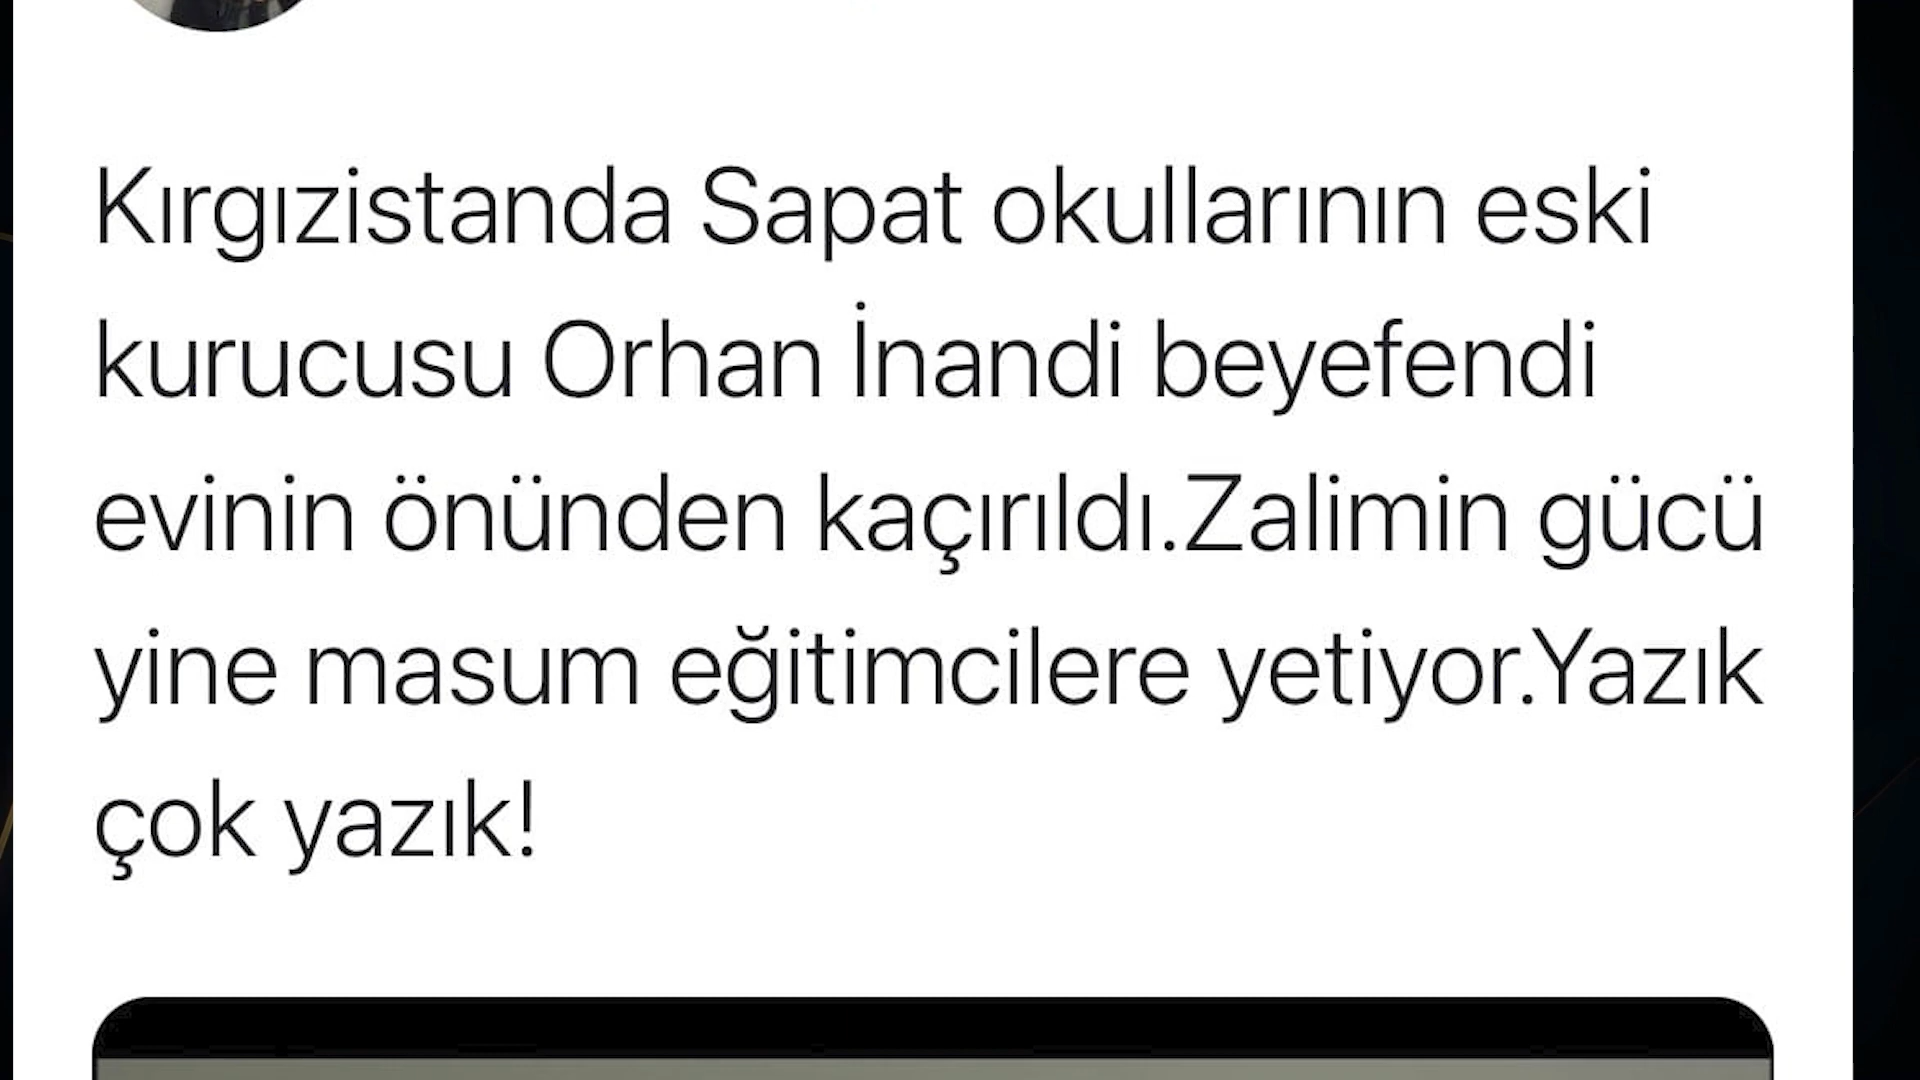 Kırgızistanda Sapat okullarının eski
kurucusu Orhan İnandi beyefendi
evinin önünden kaçırıldı.Zalimin gücü
yine masum eğitimcilere yetiyor.Yazık
çok yazık!